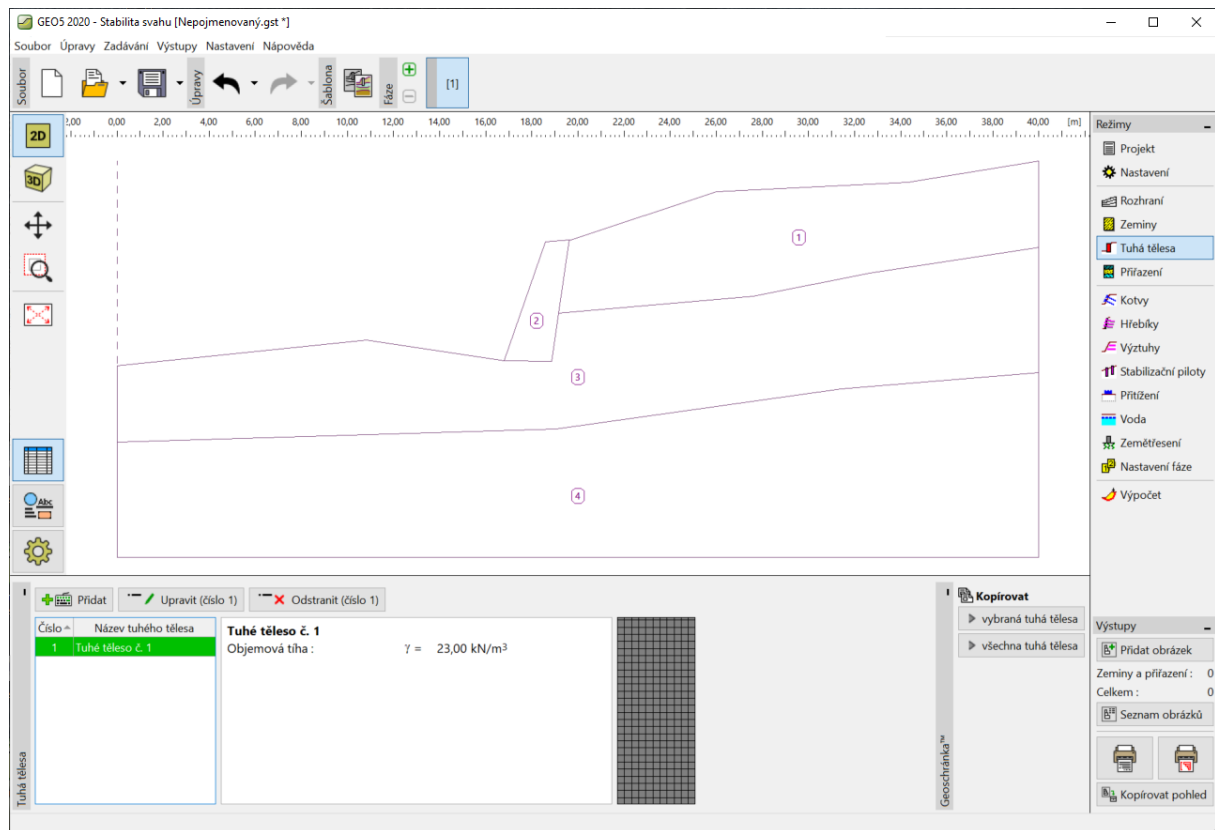 GEO5 2020 - Stabilita svahu [Nepojmenovaný.gst *]
Soubor Úpravy Zadávání Výstupy Nastavení Nápověda
Soubor
Úpravy
Šablona
Fáze
[1]
2D
3D
Abc
2,00 0,00 2,00 4,00 6,00 8,00 10,00 12,00 14,00 16,00 18,00 20,00 22,00 24,00 26,00 28,00 30,00 32,00 34,00 36,00 38,00 40,00 [m]
1
2
3
4
Režimy
Projekt
Nastavení
Rozhraní
Zeminy
Tuhá tělesa
Přiřazení
Kotvy
Hřebíky
Výztuhy
Stabilizační piloty
Přitížení
Voda
Zemětřesení
Nastavení fáze
Výpočet
Tuhá tělesa
Přidat Upravit (číslo 1) Odstranit (číslo 1)
Číslo Název tuhého tělesa
1 Tuhé těleso č. 1
Tuhé těleso č. 1
Objemová tíha : γ = 23,00 kN/m³
Geoschránka™
Kopírovat
vybraná tuhá tělesa
všechna tuhá tělesa
Výstupy
Přidat obrázek
Zeminy a přiřazení : 0
Celkem : 0
Seznam obrázků
Kopírovat pohled